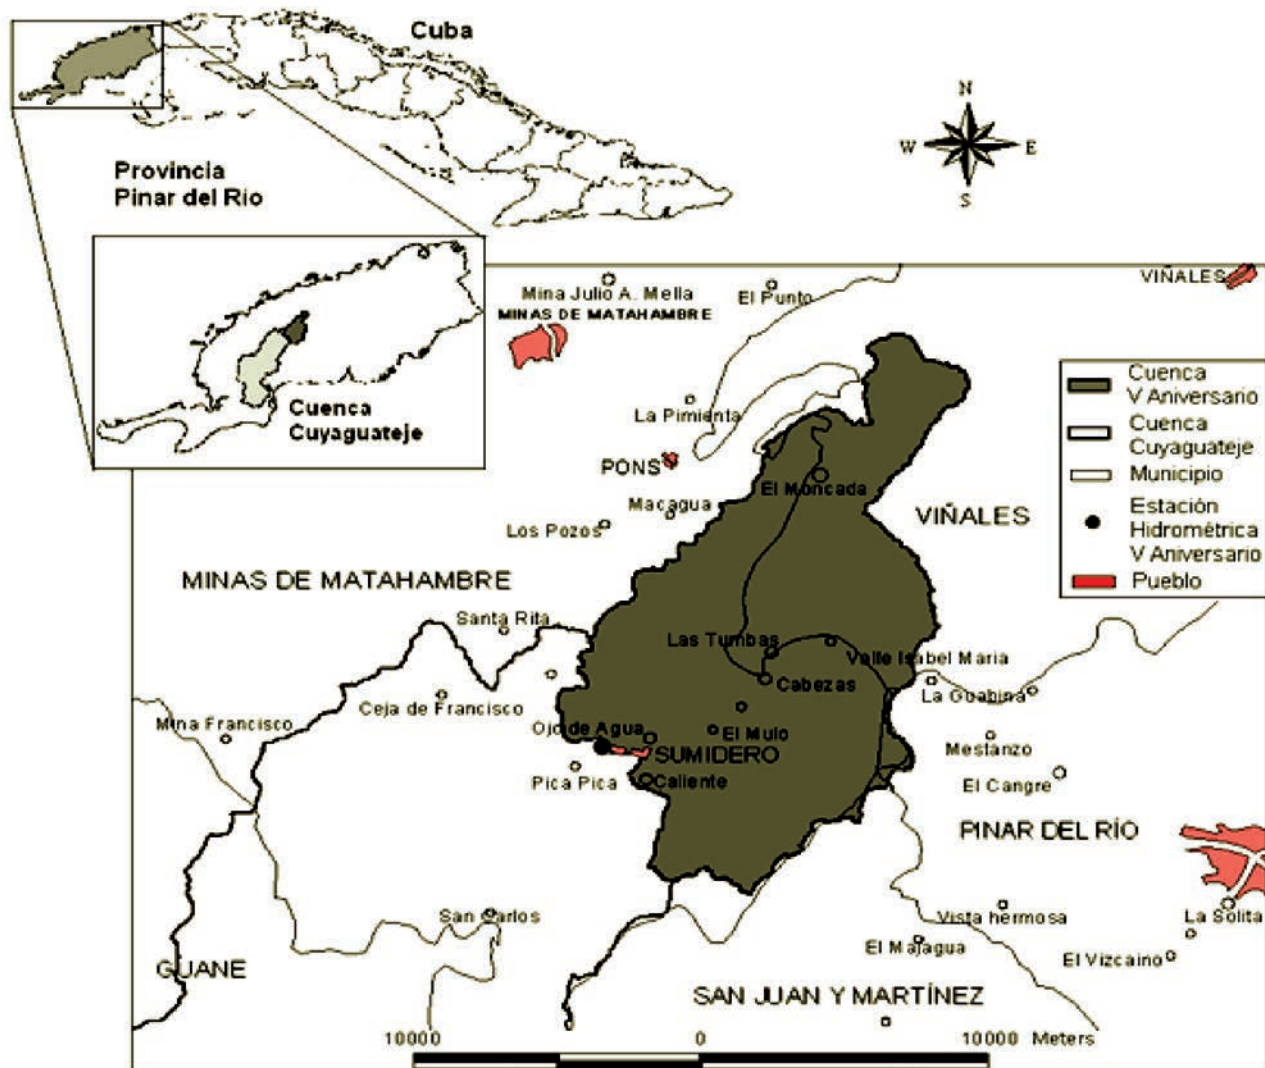 Cuba
Provincia
Pinar del Río
N
W
E
S
Cuenca
Cuyaguateje
Mina Julio A. Mella
El Punto
VIÑALES
MINAS DE MATAHAMBRE
La Pimienta
PONS
El Moncada
Macagua
Los Pozos
VIÑALES
Cuenca
V Aniversario
Cuenca
Cuyaguateje
Municipio
Estación
Hidrométrica
V Aniversario
Pueblo
MINAS DE MATAHAMBRE
Santa Rita
Las Tumbas
Valle Isabel Maria
Cabezas
La Guabina
Ceja de Francisco
Mina Francisco
Ojo de Agua
El Mulo
SUMIDERO
Mestanzo
Pica Pica
Caliente
El Cangre
PINAR DEL RÍO
San Carlos
Vista hermosa
La Solita
El Majagua
El Vizcaino
GUANE
SAN JUAN Y MARTÍNEZ
10000 0 10000 Meters